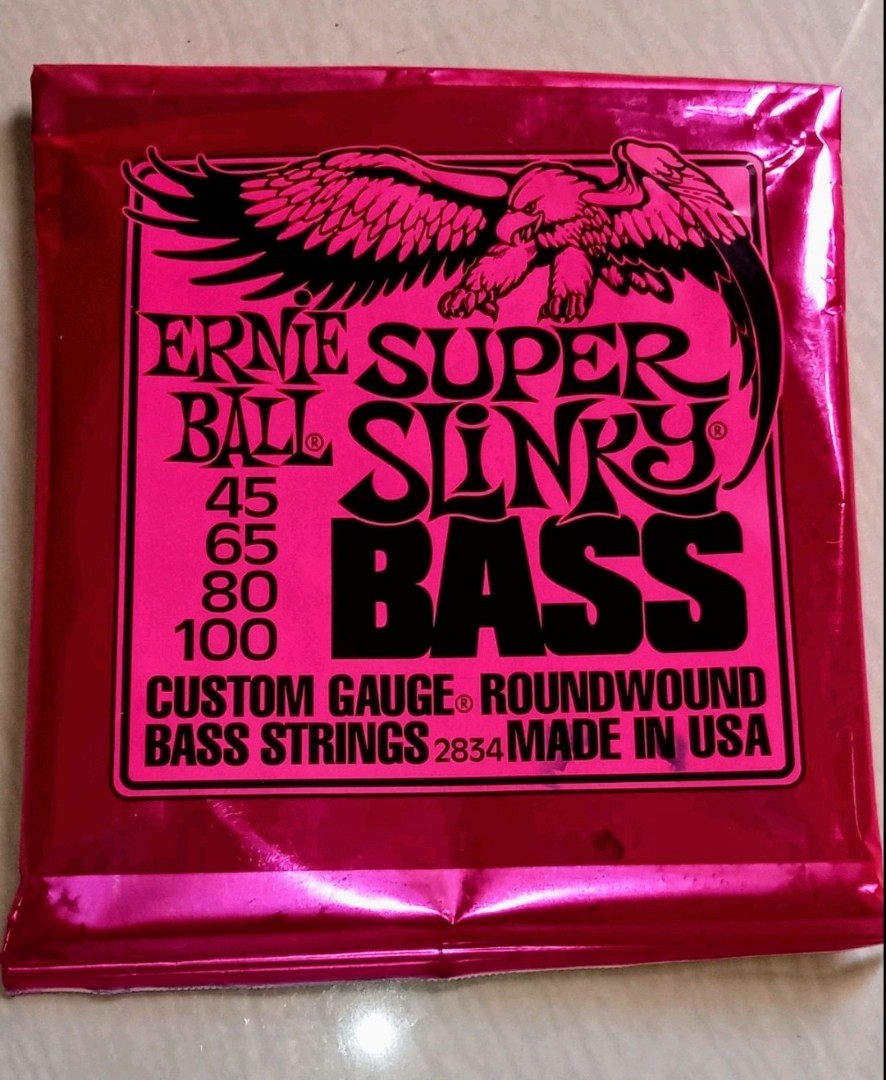 ERNiE
BALL®
SUPER
SLiNKY®
BASS
45
65
80
100
CUSTOM GAUGE® ROUNDWOUND
BASS STRINGS 2834 MADE IN USA